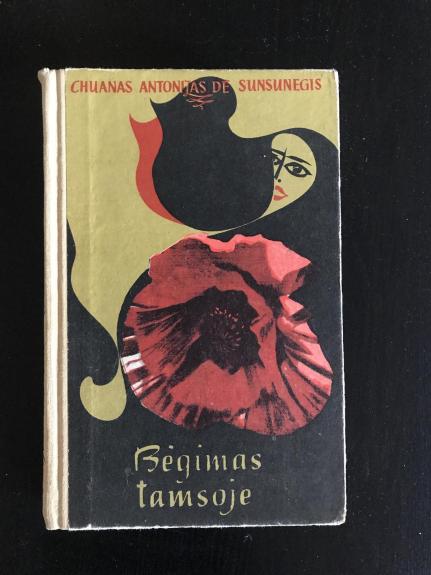 CHUANAS ANTONIJAS DE SUNSUNEGIS
Bėgimas
tamsoje